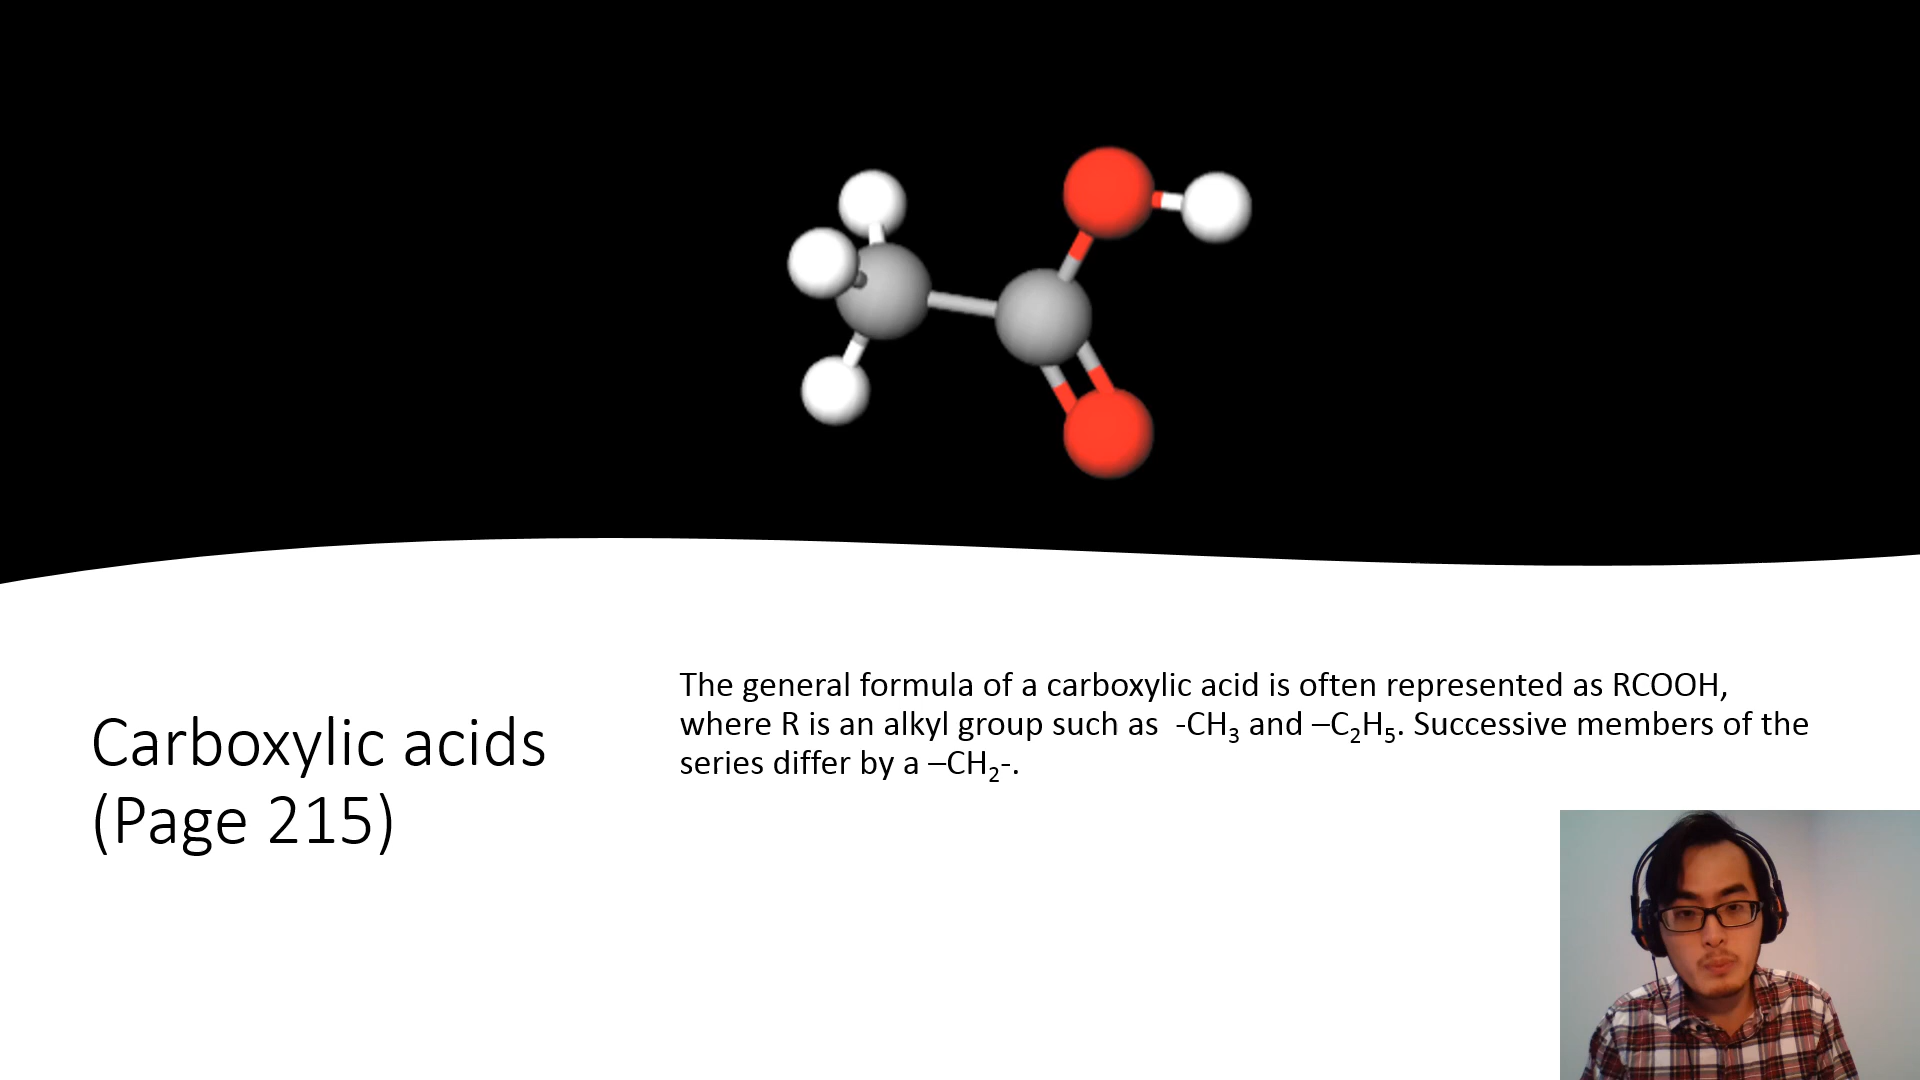 Carboxylic acids
(Page 215)
The general formula of a carboxylic acid is often represented as RCOOH,
where R is an alkyl group such as  -CH₃ and –C₂H₅. Successive members of the
series differ by a –CH₂-.